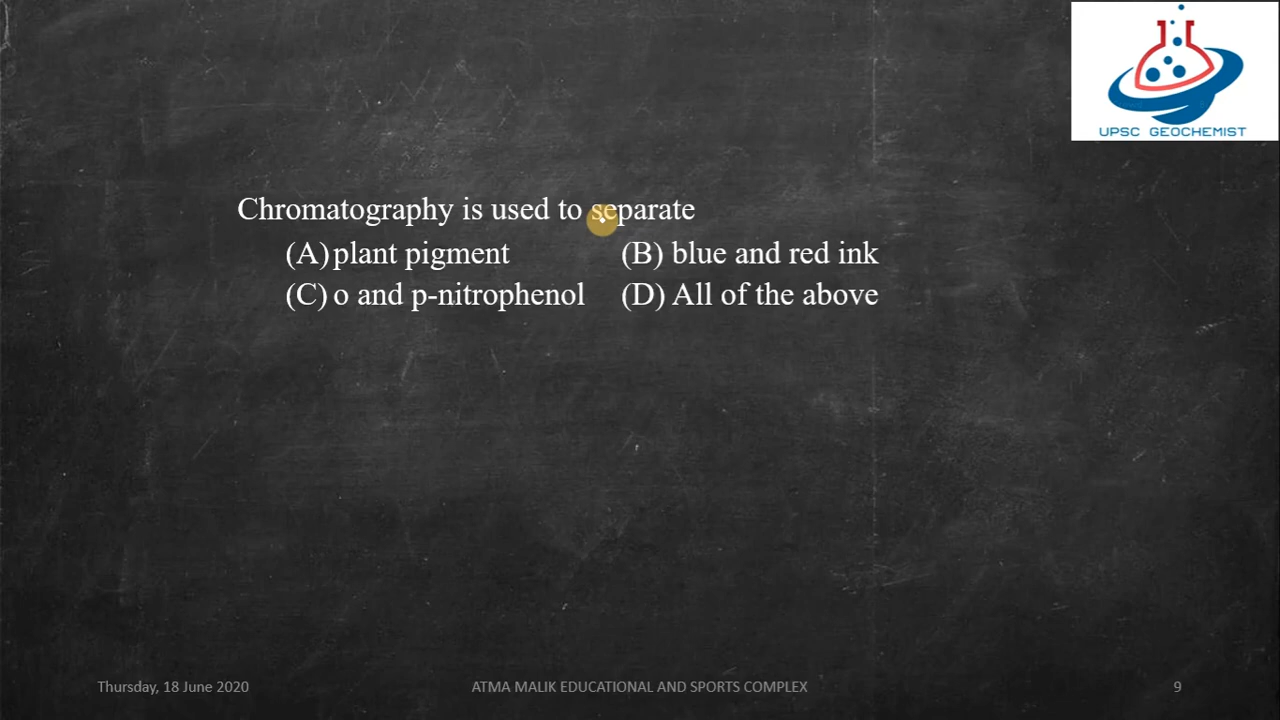 UPSC GEOCHEMIST
Chromatography is used to separate
(A) plant pigment (B) blue and red ink
(C) o and p-nitrophenol (D) All of the above
Thursday, 18 June 2020 ATMA MALIK EDUCATIONAL AND SPORTS COMPLEX 9